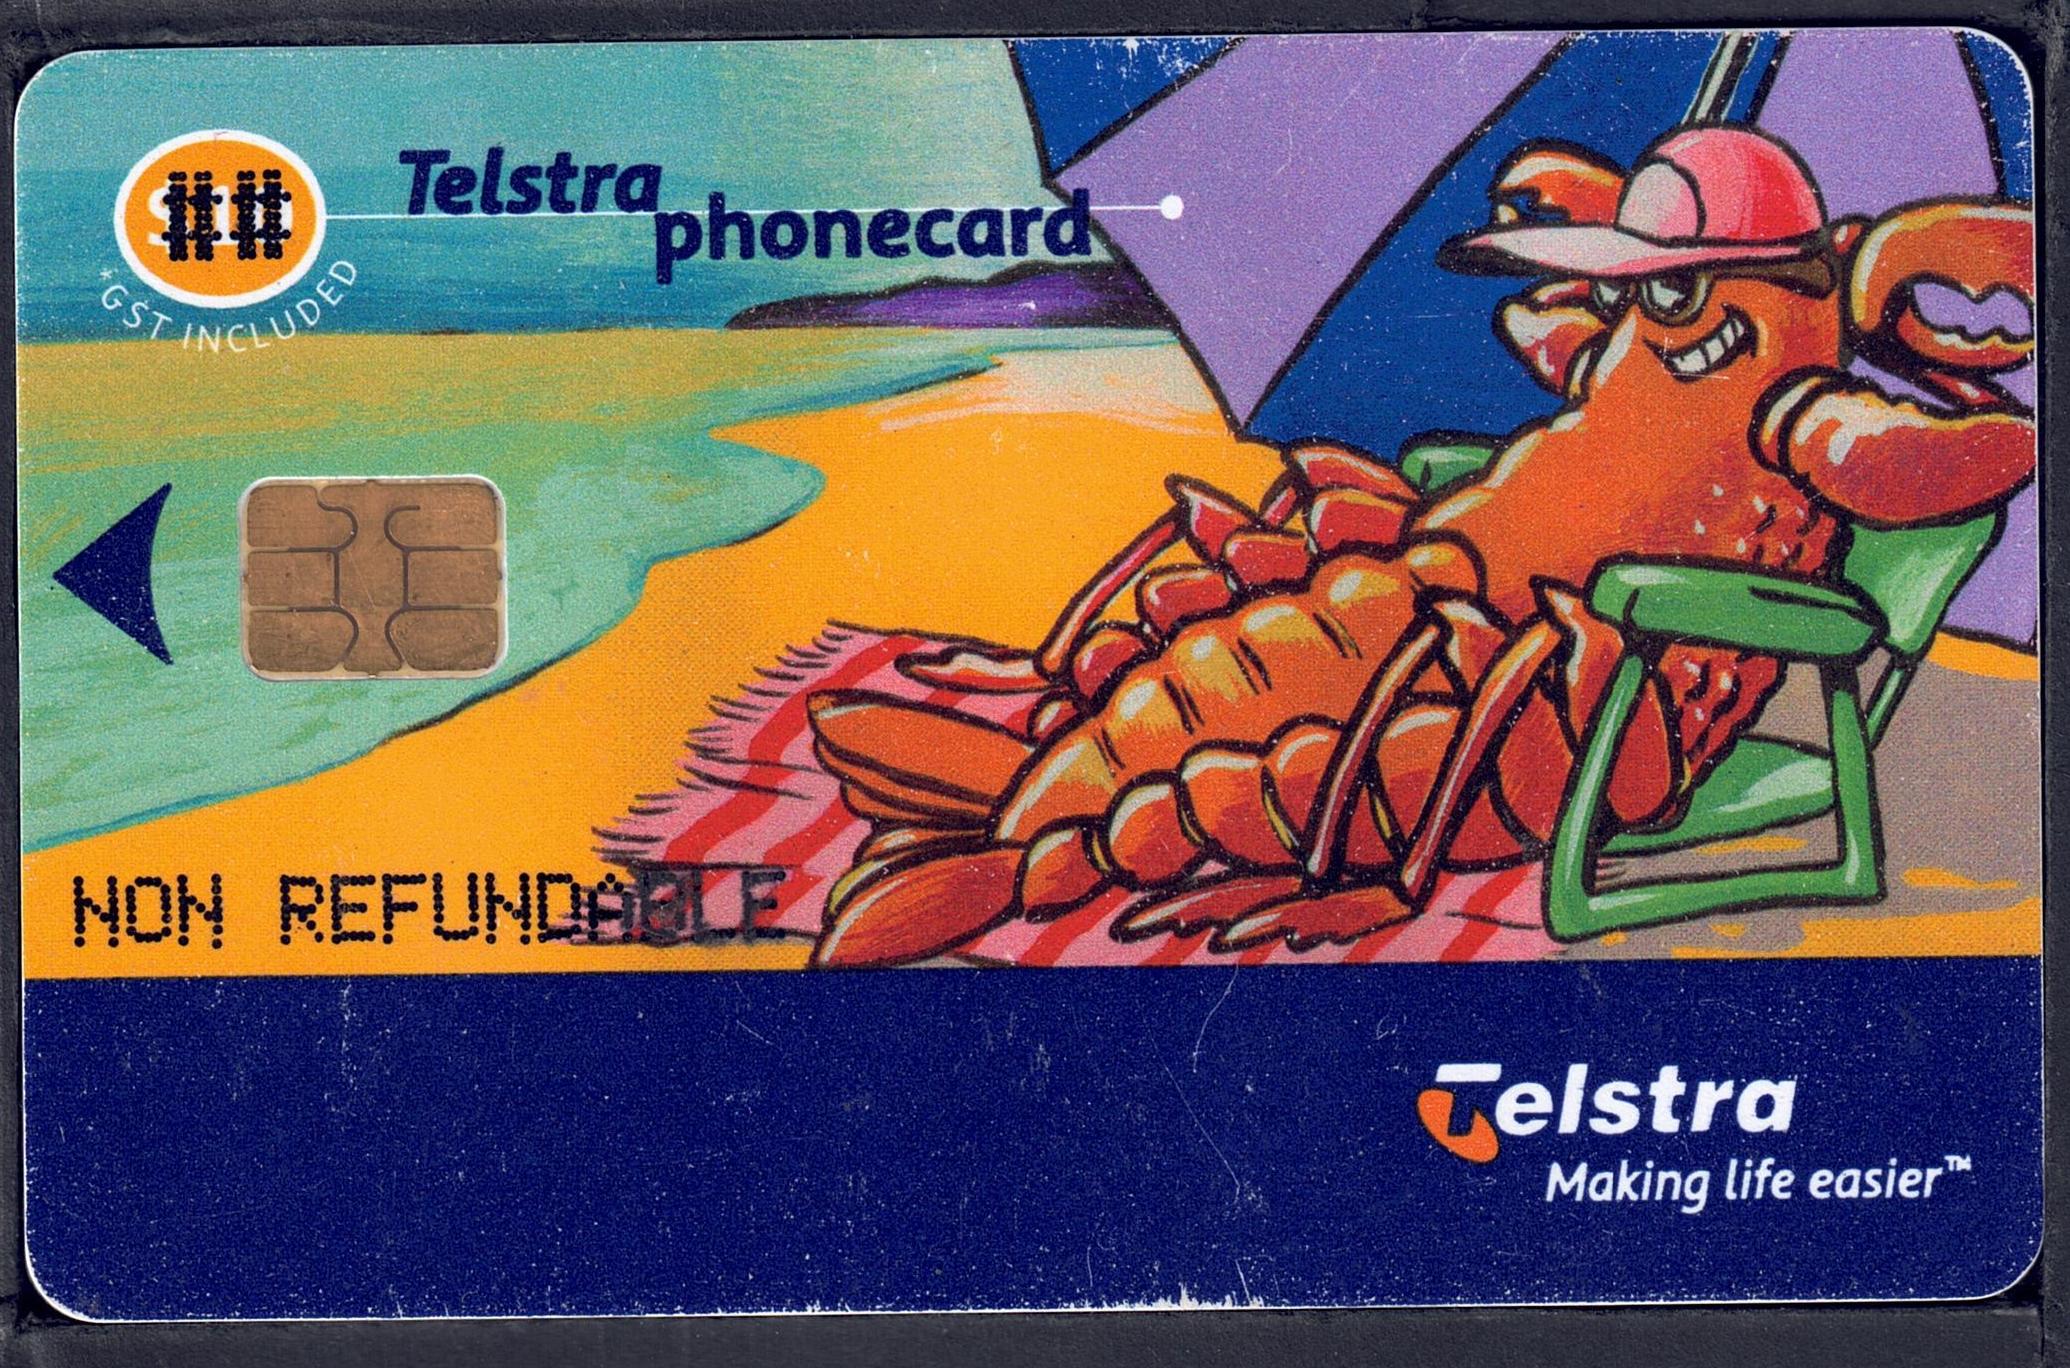 ##
*GST INCLUDED
Telstra
phonecard
NON REFUNDABLE
Telstra
Making life easier™